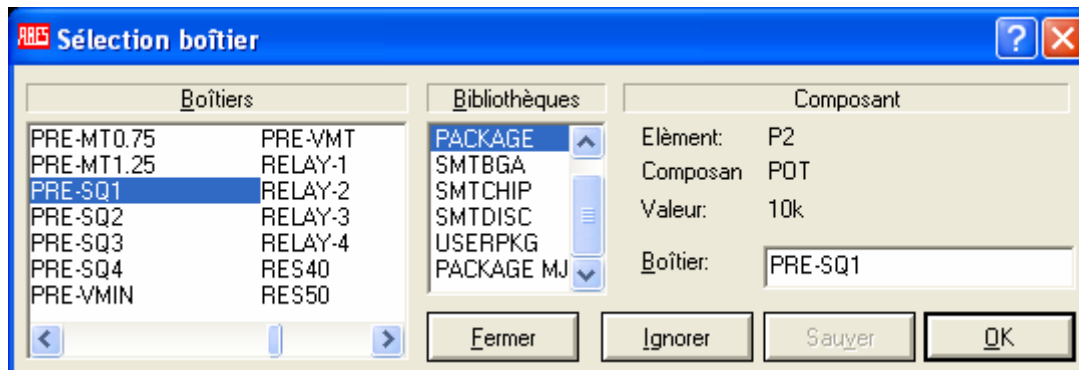 ARES Sélection boîtier
Boîtiers
PRE-MT0.75 PRE-VMT
PRE-MT1.25 RELAY-1
PRE-SQ1 RELAY-2
PRE-SQ2 RELAY-3
PRE-SQ3 RELAY-4
PRE-SQ4 RES40
PRE-VMIN RES50
Bibliothèques
PACKAGE
SMTBGA
SMTCHIP
SMTDISC
USERPKG
PACKAGE MJ
Composant
Elèment: P2
Composan POT
Valeur: 10k
Boîtier: PRE-SQ1
Fermer Ignorer Sauver OK